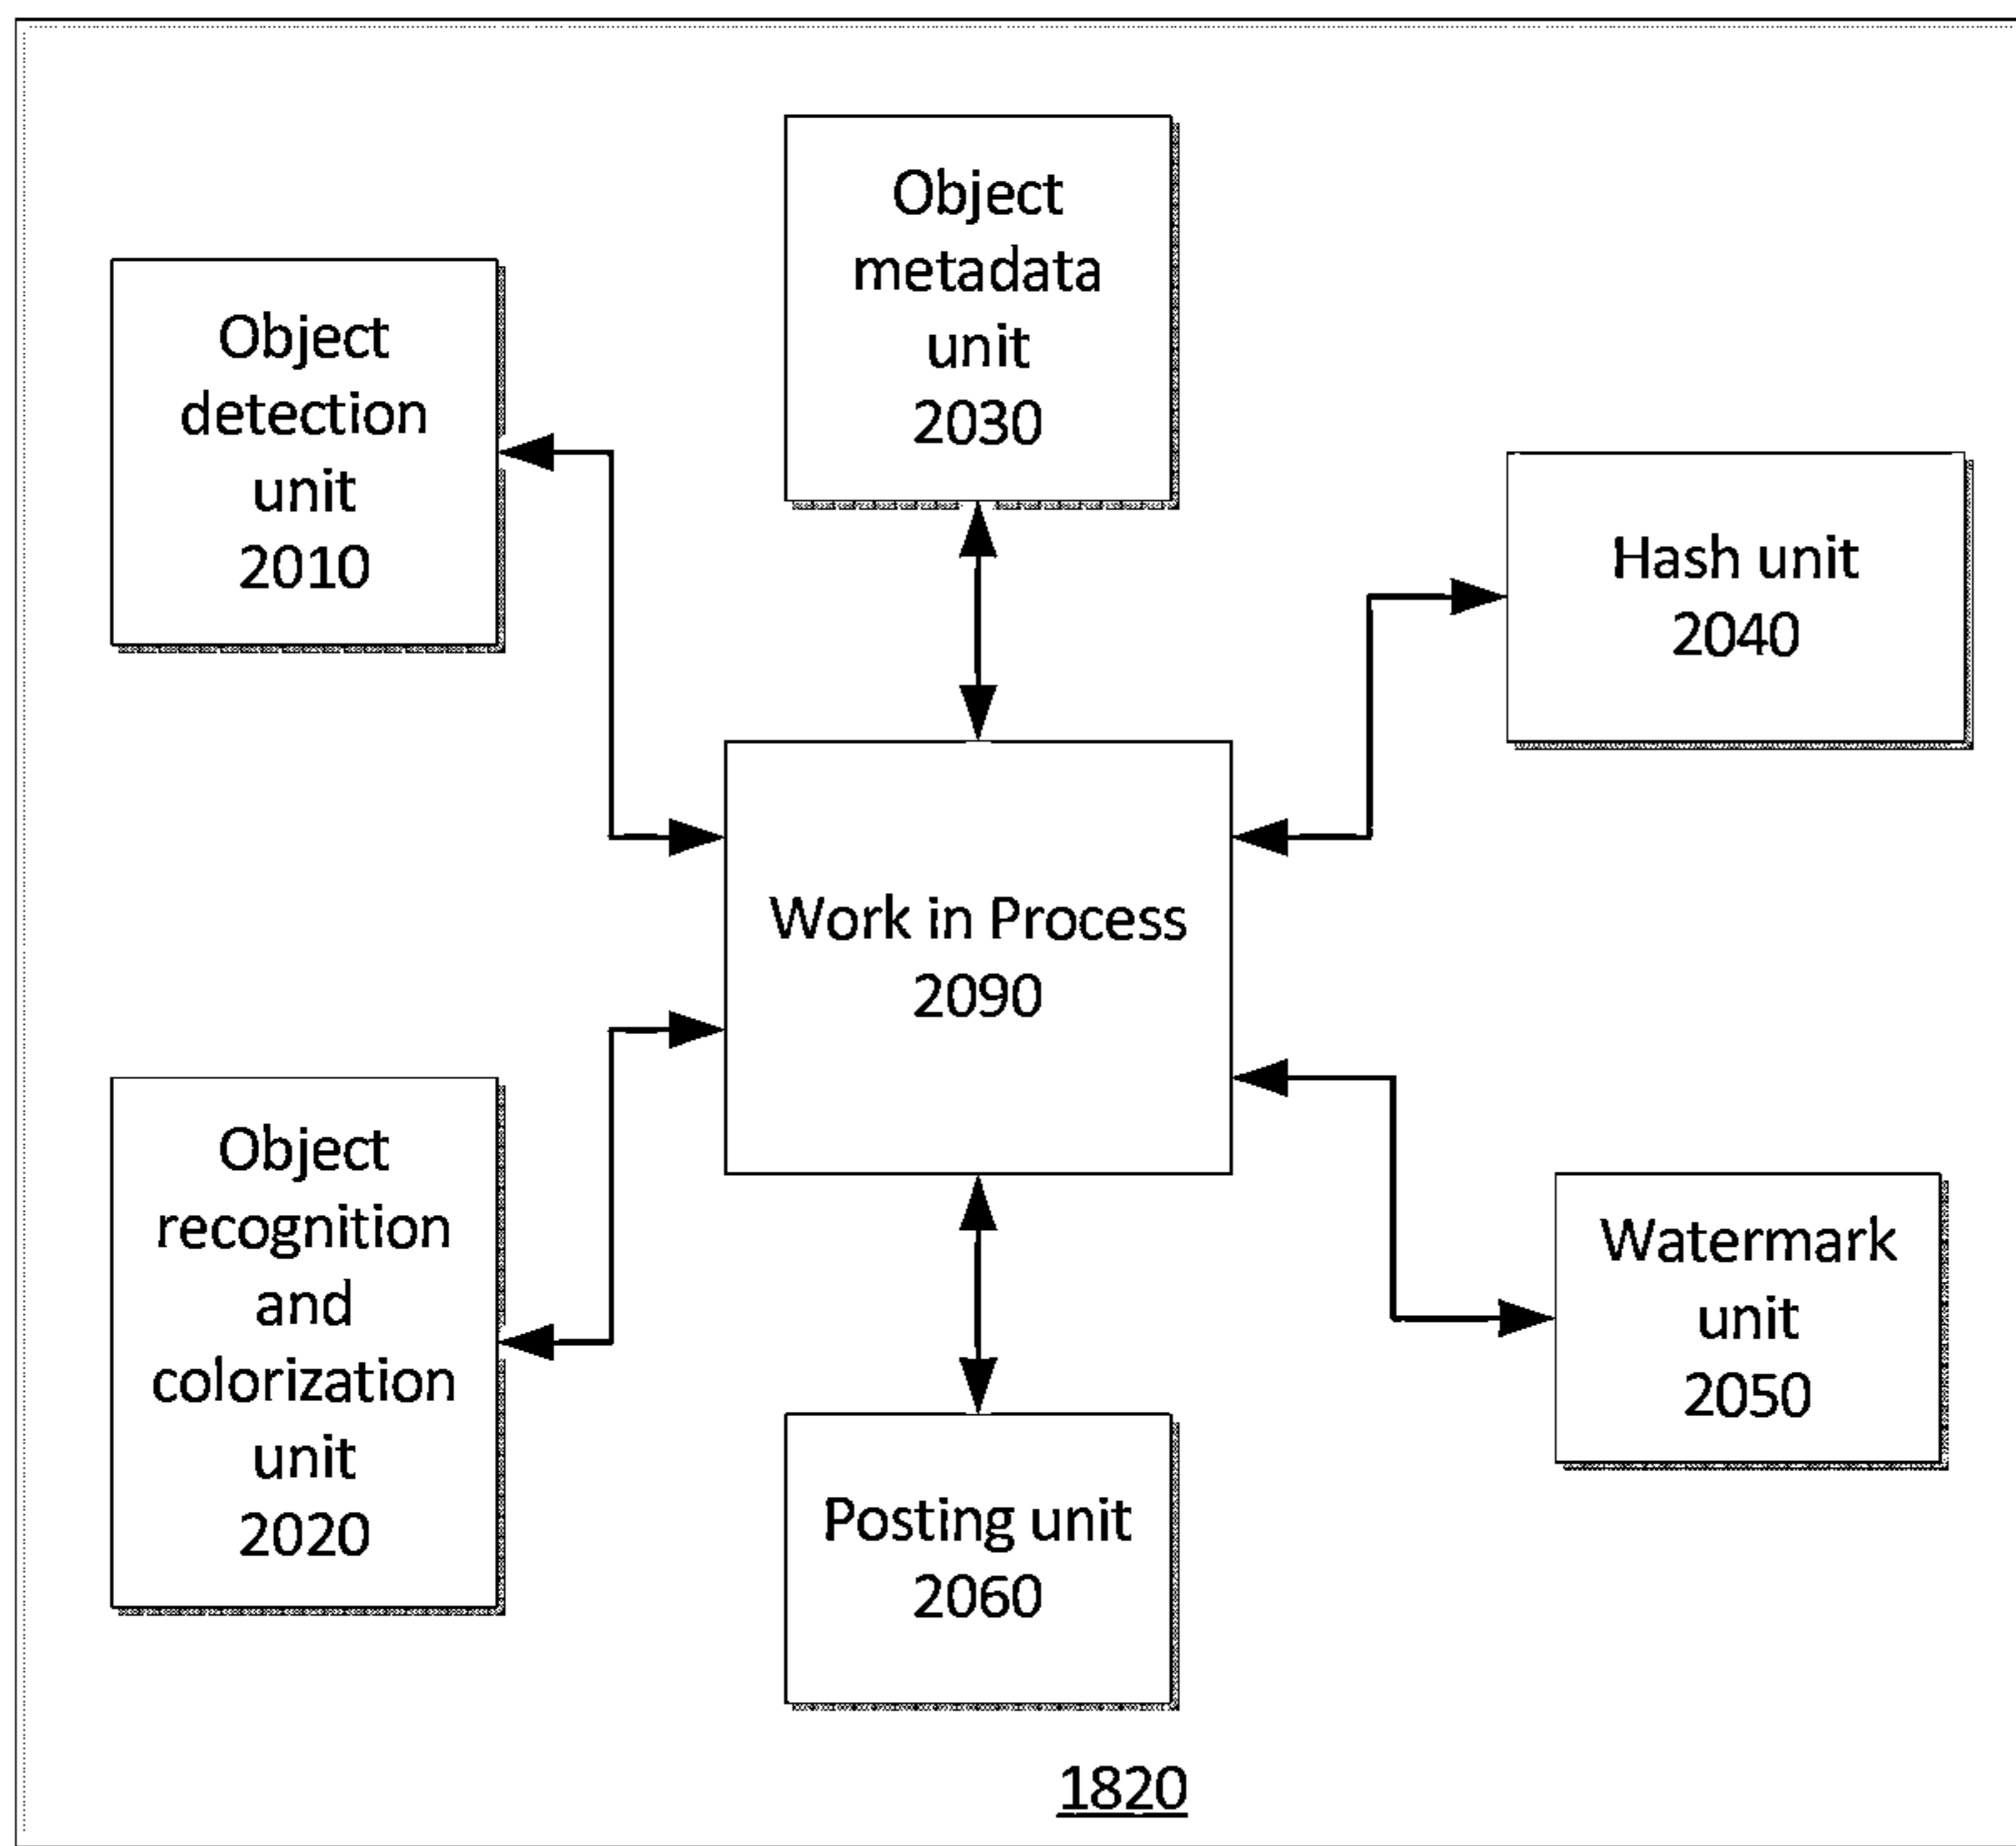 Object
metadata
unit
2030
Object
detection
unit
2010
Hash unit
2040
Work in Process
2090
Object
recognition
and
colorization
unit
2020
Watermark
unit
2050
Posting unit
2060
1820